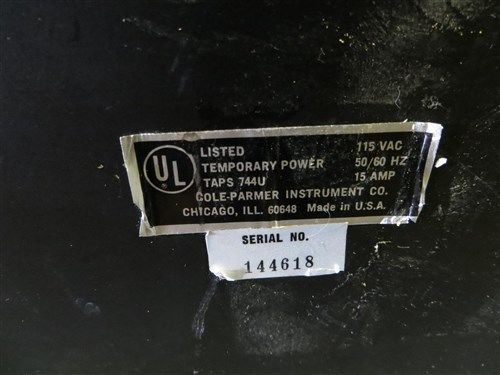 UL
®
LISTED 115 VAC
TEMPORARY POWER 50/60 HZ
TAPS 744U 15 AMP
COLE-PARMER INSTRUMENT CO.
CHICAGO, ILL. 60648 Made in U.S.A.
SERIAL NO.
144618